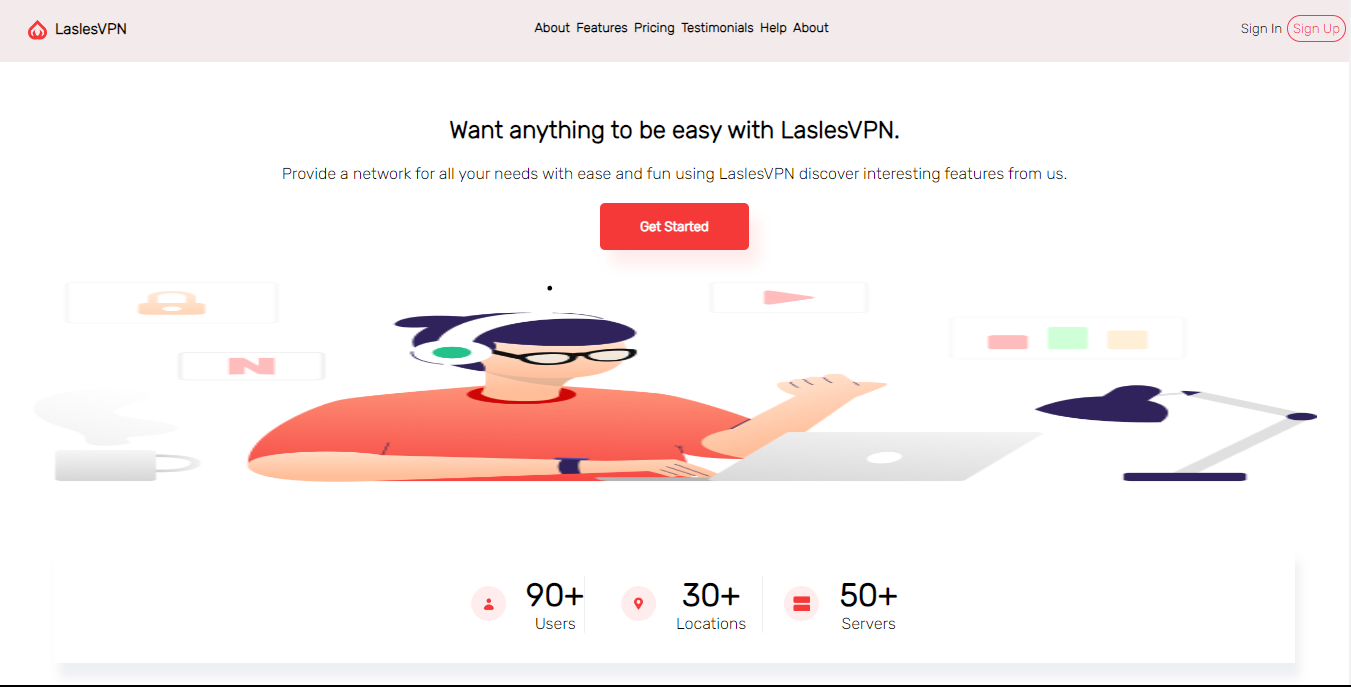 LaslesVPN
About Features Pricing Testimonials Help About
Sign In Sign Up
Want anything to be easy with LaslesVPN.
Provide a network for all your needs with ease and fun using LaslesVPN discover interesting features from us.
Get Started
N
90+
Users
30+
Locations
50+
Servers